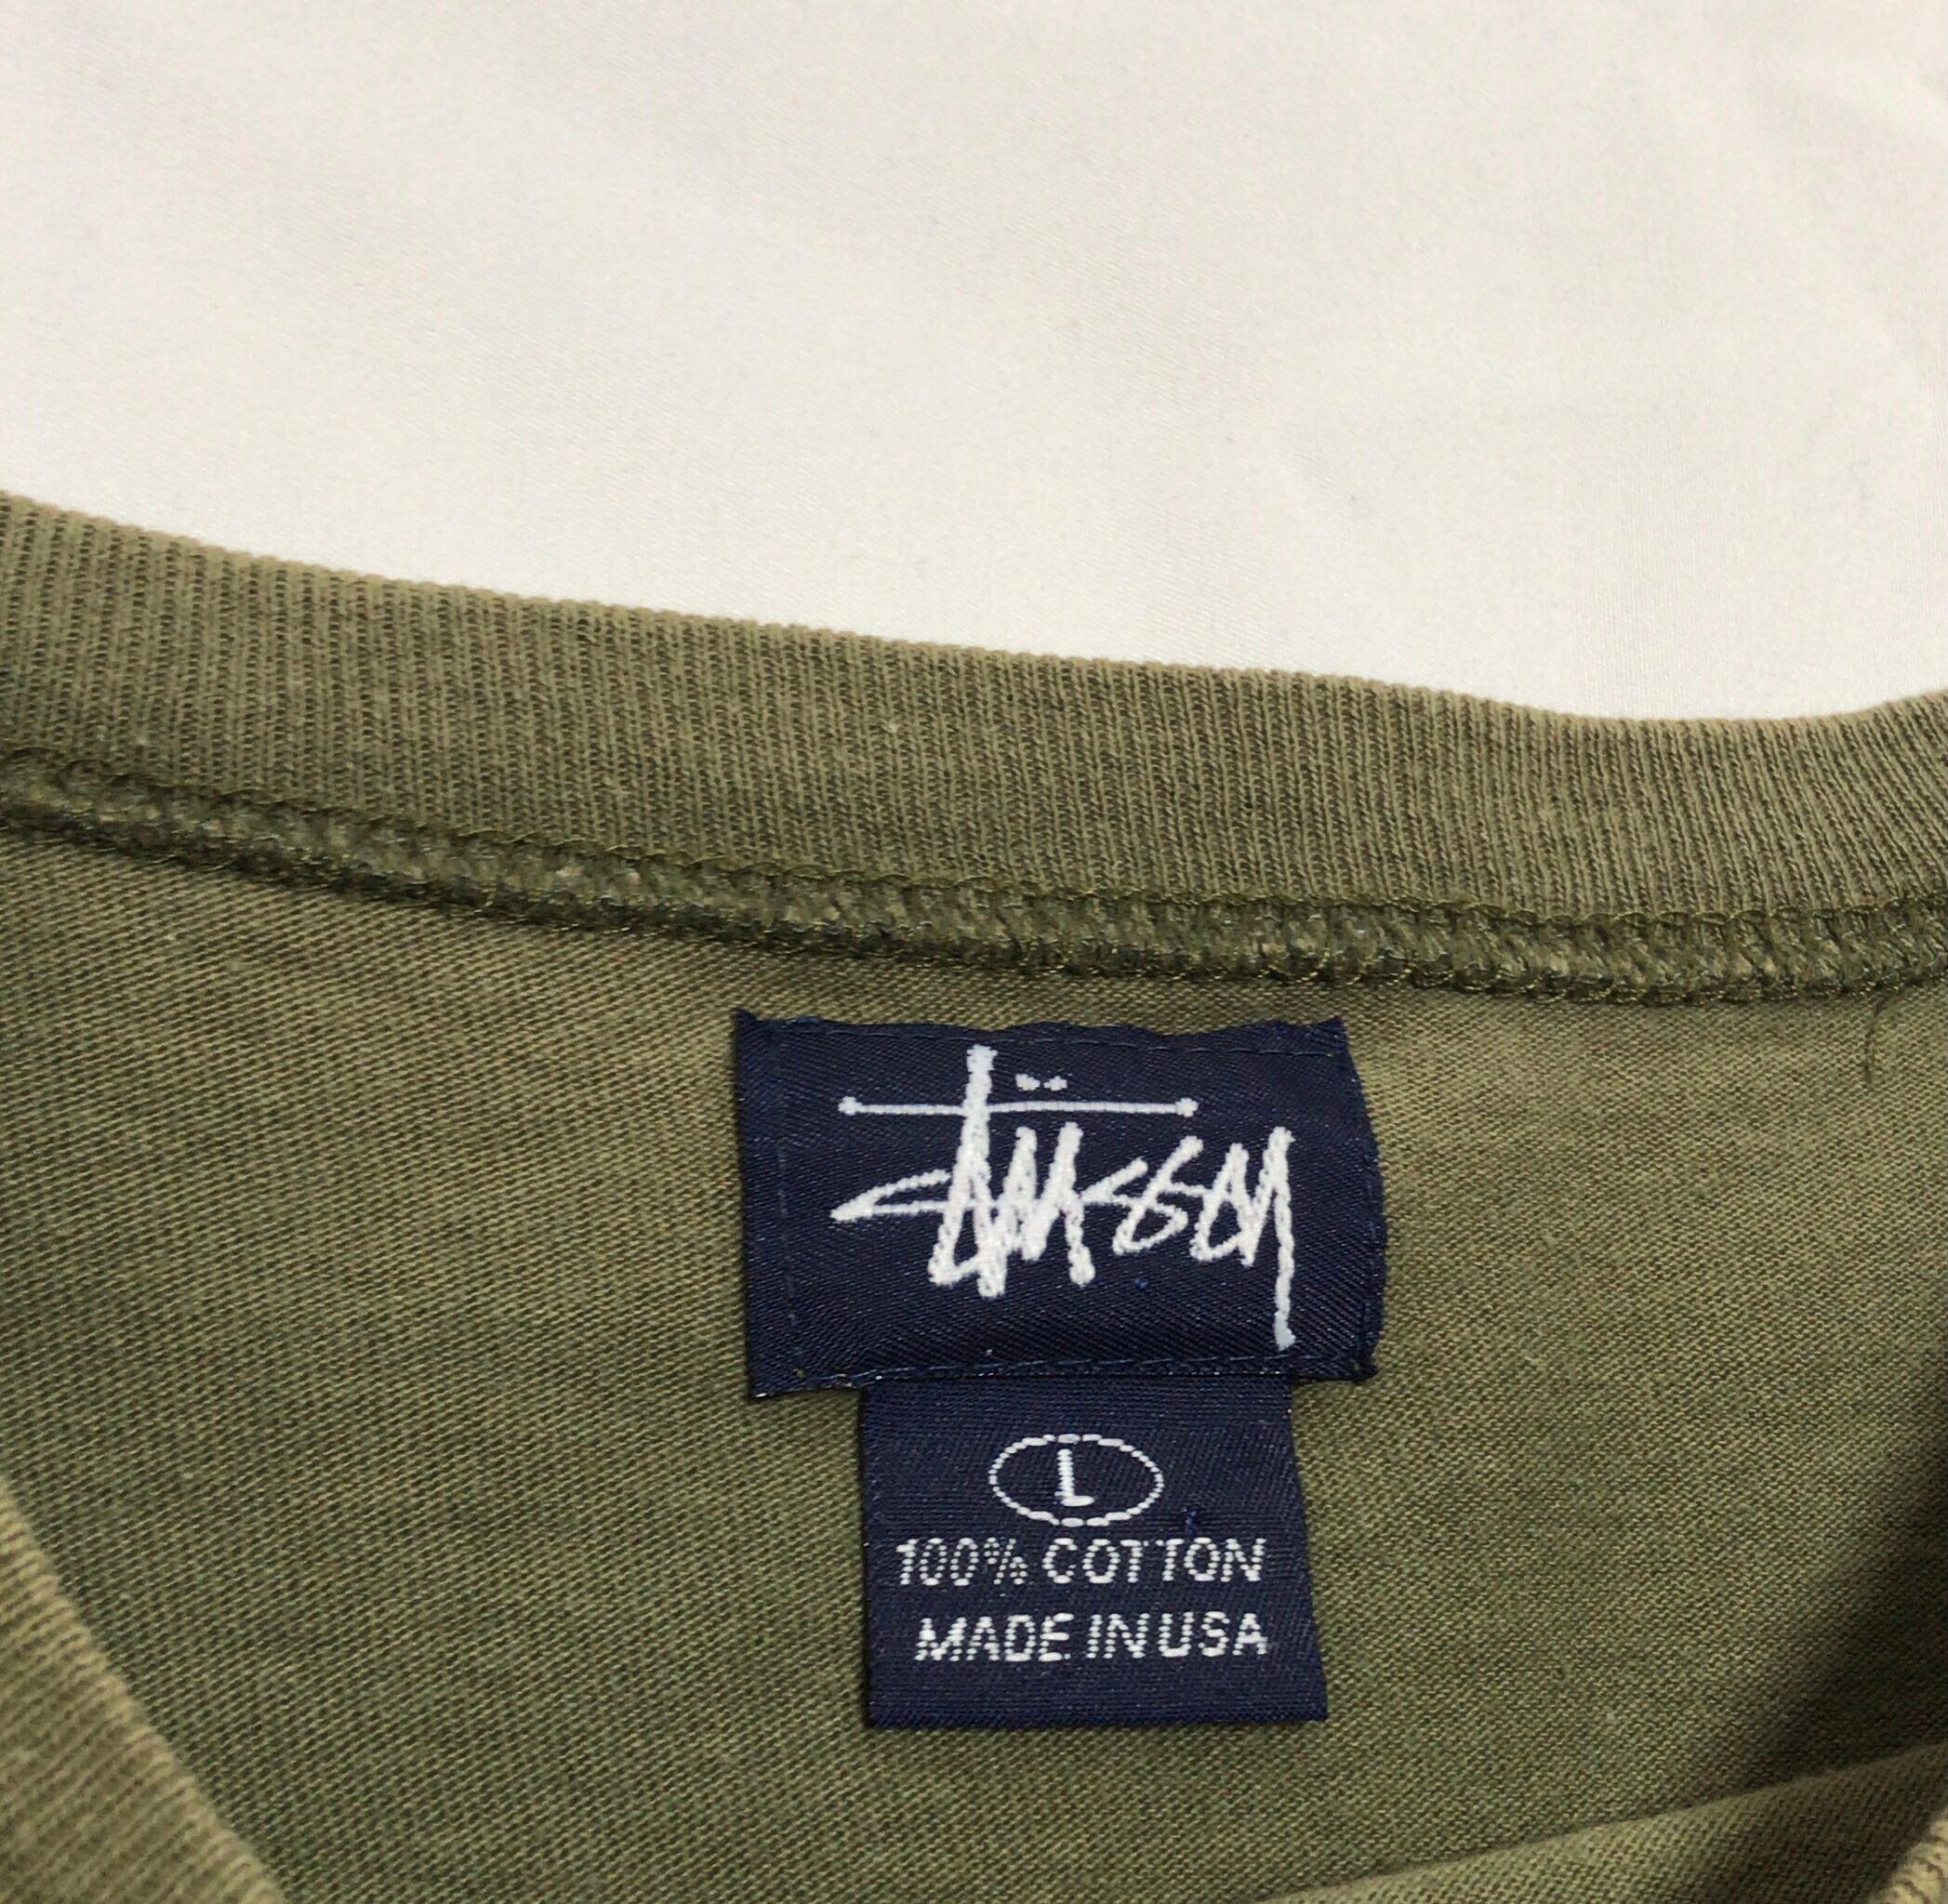 Stüssy
L
100% COTTON
MADE IN USA